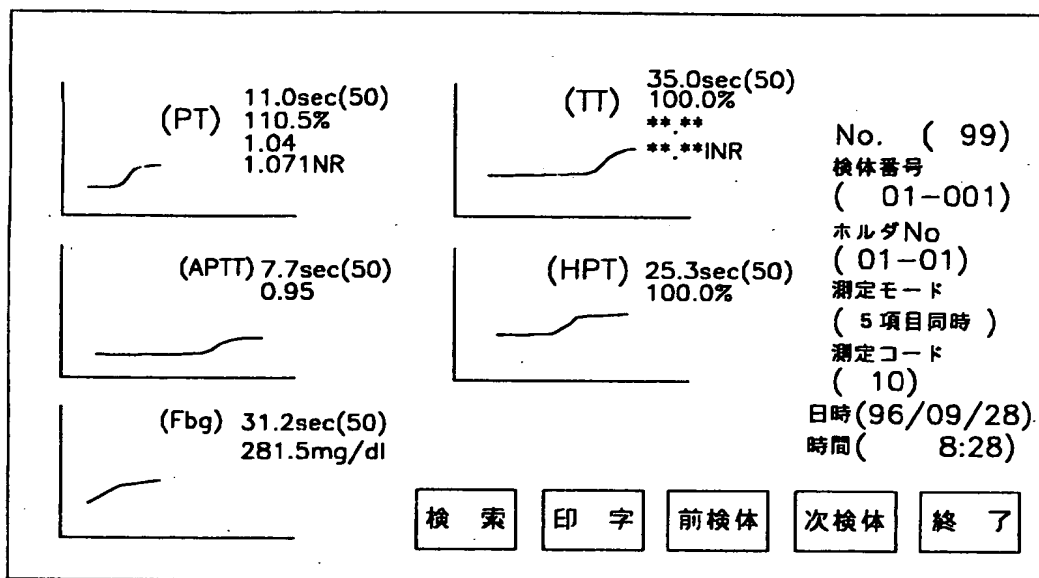 (PT)
11.0sec(50)
110.5%
1.04
1.071NR
(TT)
35.0sec(50)
100.0%
**.**
**.**INR
(APTT) 7.7sec(50)
0.95
(HPT) 25.3sec(50)
100.0%
(Fbg) 31.2sec(50)
281.5mg/dl
No. ( 99)
検体番号
( 01-001)
ホルダNo
(01-01)
測定モード
( 5項目同時 )
測定コード
( 10)
日時(96/09/28)
時間( 8:28)
検 索
印 字
前検体
次検体
終 了